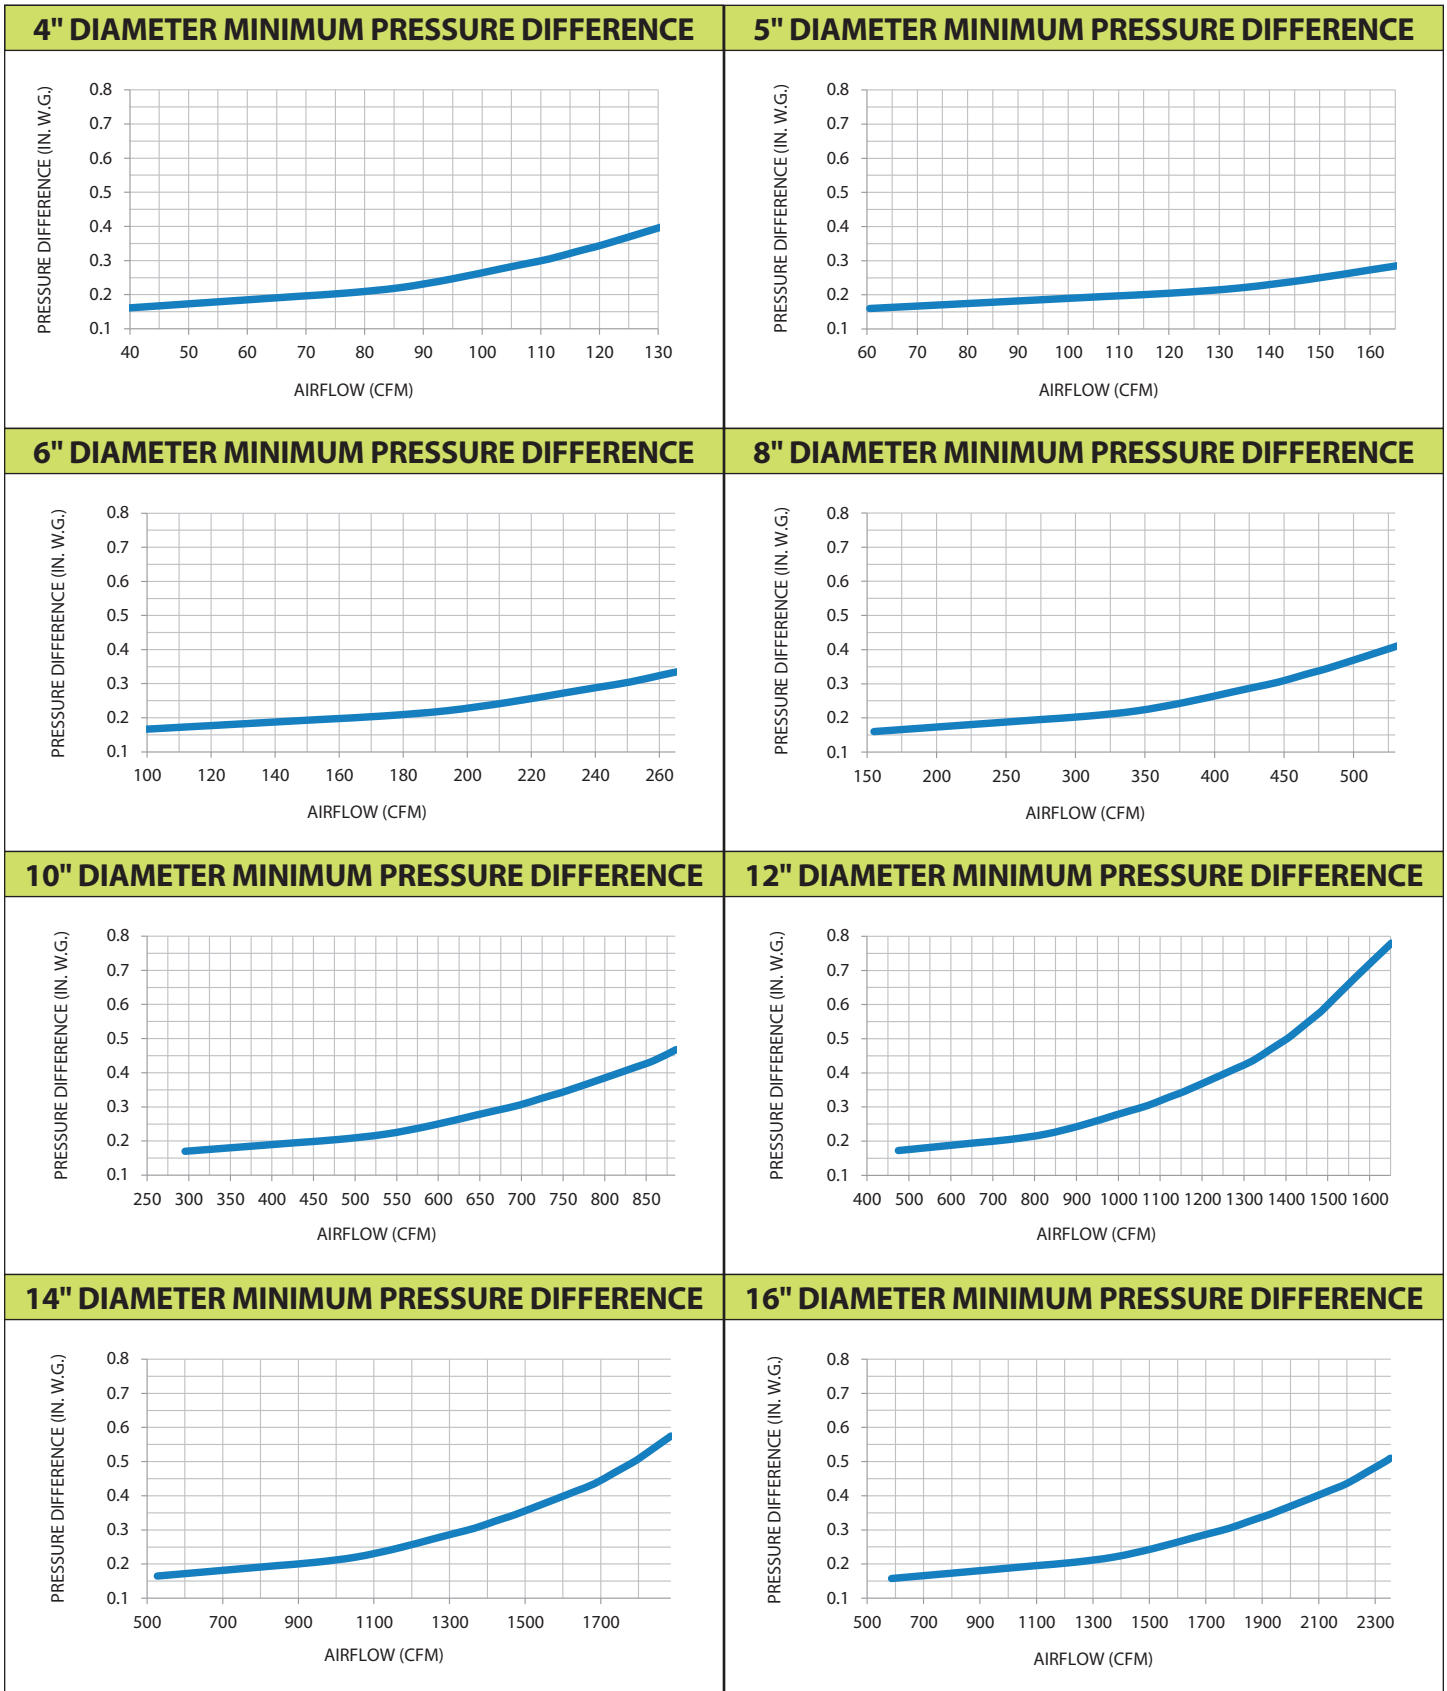 4" DIAMETER MINIMUM PRESSURE DIFFERENCE
PRESSURE DIFFERENCE (IN. W.G.)
0.8
0.7
0.6
0.5
0.4
0.3
0.2
0.1
40 50 60 70 80 90 100 110 120 130
AIRFLOW (CFM)
5" DIAMETER MINIMUM PRESSURE DIFFERENCE
PRESSURE DIFFERENCE (IN. W.G.)
0.8
0.7
0.6
0.5
0.4
0.3
0.2
0.1
60 70 80 90 100 110 120 130 140 150 160
AIRFLOW (CFM)
6" DIAMETER MINIMUM PRESSURE DIFFERENCE
PRESSURE DIFFERENCE (IN. W.G.)
0.8
0.7
0.6
0.5
0.4
0.3
0.2
0.1
100 120 140 160 180 200 220 240 260
AIRFLOW (CFM)
8" DIAMETER MINIMUM PRESSURE DIFFERENCE
PRESSURE DIFFERENCE (IN. W.G.)
0.8
0.7
0.6
0.5
0.4
0.3
0.2
0.1
150 200 250 300 350 400 450 500
AIRFLOW (CFM)
10" DIAMETER MINIMUM PRESSURE DIFFERENCE
PRESSURE DIFFERENCE (IN. W.G.)
0.8
0.7
0.6
0.5
0.4
0.3
0.2
0.1
250 300 350 400 450 500 550 600 650 700 750 800 850
AIRFLOW (CFM)
12" DIAMETER MINIMUM PRESSURE DIFFERENCE
PRESSURE DIFFERENCE (IN. W.G.)
0.8
0.7
0.6
0.5
0.4
0.3
0.2
0.1
400 500 600 700 800 900 1000 1100 1200 1300 1400 1500 1600
AIRFLOW (CFM)
14" DIAMETER MINIMUM PRESSURE DIFFERENCE
PRESSURE DIFFERENCE (IN. W.G.)
0.8
0.7
0.6
0.5
0.4
0.3
0.2
0.1
500 700 900 1100 1300 1500 1700
AIRFLOW (CFM)
16" DIAMETER MINIMUM PRESSURE DIFFERENCE
PRESSURE DIFFERENCE (IN. W.G.)
0.8
0.7
0.6
0.5
0.4
0.3
0.2
0.1
500 700 900 1100 1300 1500 1700 1900 2100 2300
AIRFLOW (CFM)